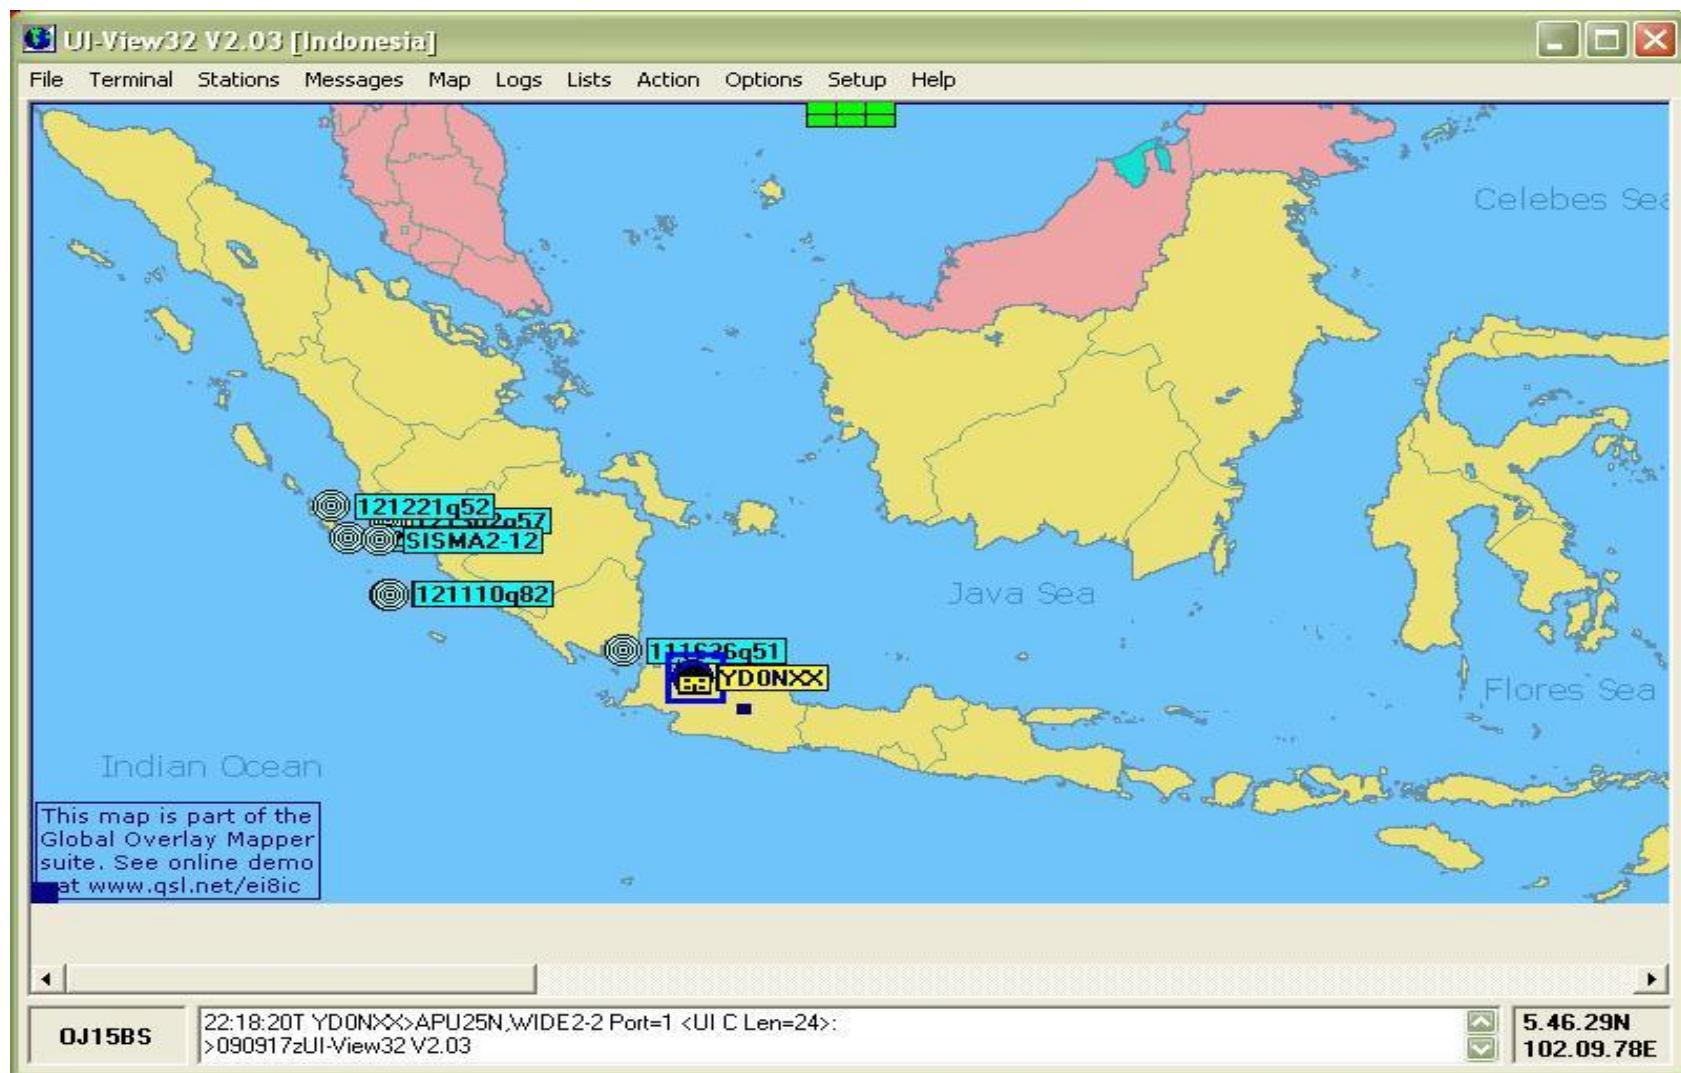 UI-View32 V2.03 [Indonesia]
File Terminal Stations Messages Map Logs Lists Action Options Setup Help
Celebes Sea
121221q52
SISMA2-12
121110q82
Java Sea
111626q51
YD0NXX
Flores Sea
Indian Ocean
This map is part of the
Global Overlay Mapper
suite. See online demo
at www.qsl.net/ei8ic
OJ15BS
22:18:20T YD0NXX>APU25N,WIDE2-2 Port=1 <UI C Len=24>:
>090917zUI-View32 V2.03
5.46.29N
102.09.78E